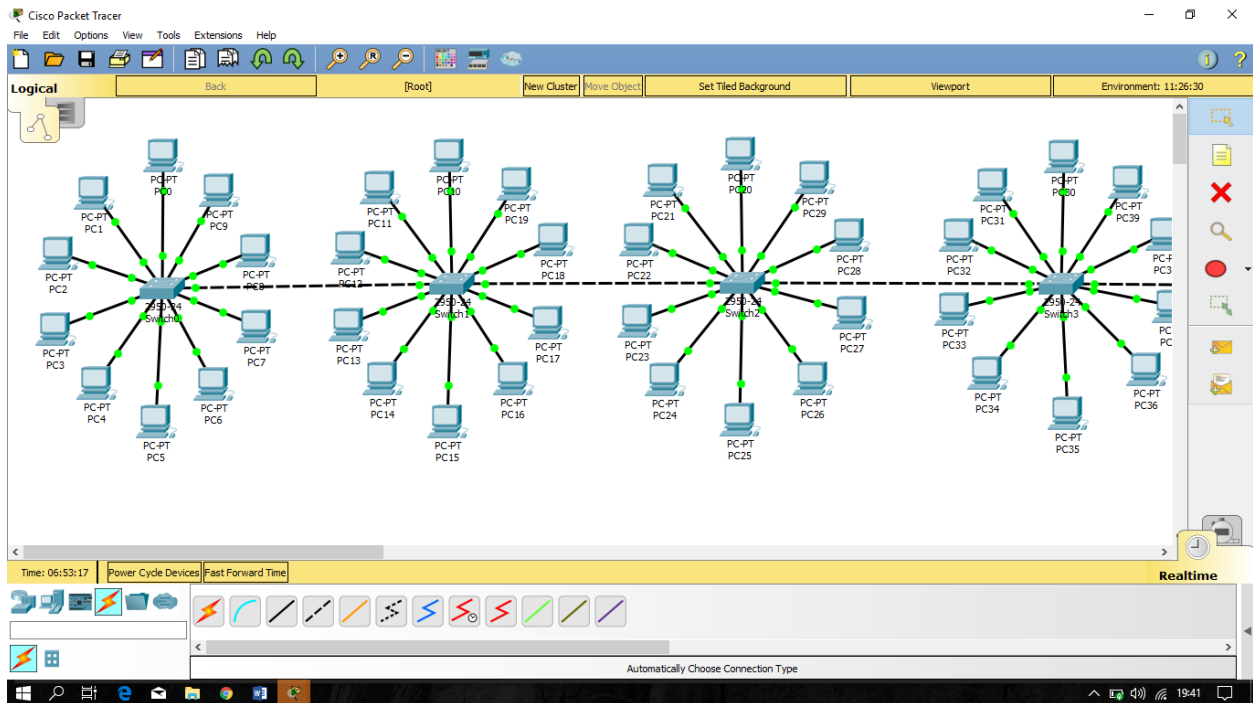 Cisco Packet Tracer
File Edit Options View Tools Extensions Help
Logical
Back
[Root]
New Cluster
Move Object
Set Tiled Background
Viewport
Environment: 11:26:30
PC-PT
PC0
PC-PT
PC1
PC-PT
PC9
PC-PT
PC2
PC-PT
PC8
2950-24
Switch0
PC-PT
PC3
PC-PT
PC7
PC-PT
PC4
PC-PT
PC6
PC-PT
PC5
PC-PT
PC10
PC-PT
PC11
PC-PT
PC19
PC-PT
PC12
PC-PT
PC18
2950-24
Switch1
PC-PT
PC13
PC-PT
PC17
PC-PT
PC14
PC-PT
PC16
PC-PT
PC15
PC-PT
PC20
PC-PT
PC21
PC-PT
PC29
PC-PT
PC22
PC-PT
PC28
2950-24
Switch2
PC-PT
PC23
PC-PT
PC27
PC-PT
PC24
PC-PT
PC26
PC-PT
PC25
PC-PT
PC30
PC-PT
PC31
PC-PT
PC39
PC-PT
PC32
2950-24
Switch3
PC-PT
PC33
PC-PT
PC34
PC-PT
PC36
PC-PT
PC35
Time: 06:53:17
Power Cycle Devices
Fast Forward Time
Realtime
Automatically Choose Connection Type
19:41